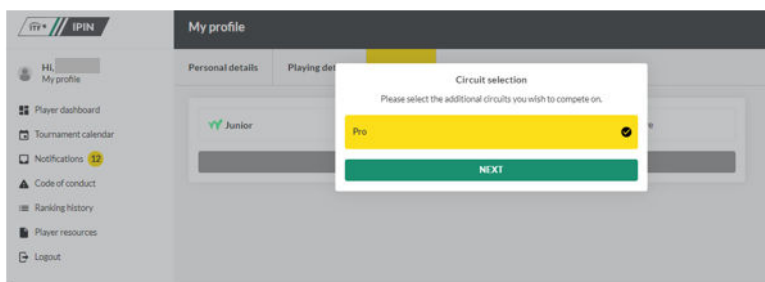 ITF IPIN
My profile
Hi,
My profile
Personal details
Playing det
Circuit selection
Please select the additional circuits you wish to compete on.
Junior
Pro
NEXT
Player dashboard
Tournament calendar
Notifications 12
Code of conduct
Ranking history
Player resources
Logout